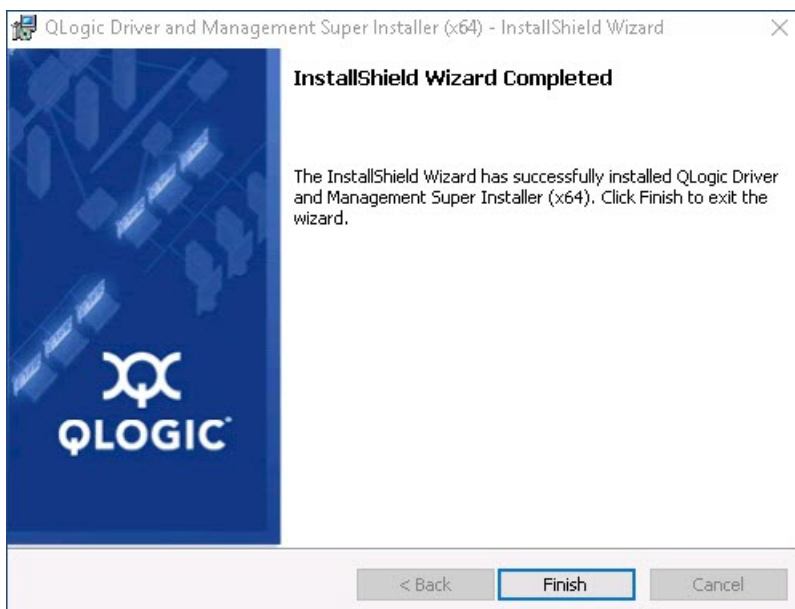 QLogic Driver and Management Super Installer (x64) - InstallShield Wizard
InstallShield Wizard Completed
The InstallShield Wizard has successfully installed QLogic Driver
and Management Super Installer (x64). Click Finish to exit the
wizard.
QLOGIC
< Back
Finish
Cancel